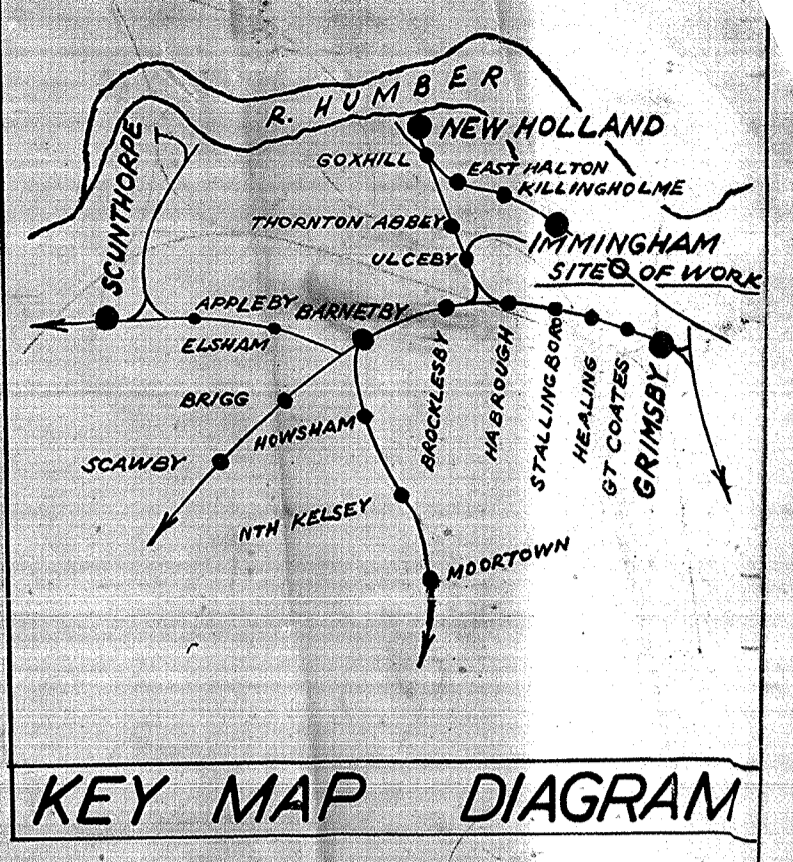 R. HUMBER
NEW HOLLAND
GOXHILL
EAST HALTON
KILLINGHOLME
SCUNTHORPE
THORNTON ABBEY
ULCEBY
IMMINGHAM
SITE OF WORK
APPLEBY
BARNETBY
ELSHAM
BRIGG
HOWSHAM
SCAWBY
BROCKLESBY
HABROUGH
STALLINGBORO
HEALING
GT COATES
GRIMSBY
NTH KELSEY
MOORTOWN
KEY MAP DIAGRAM